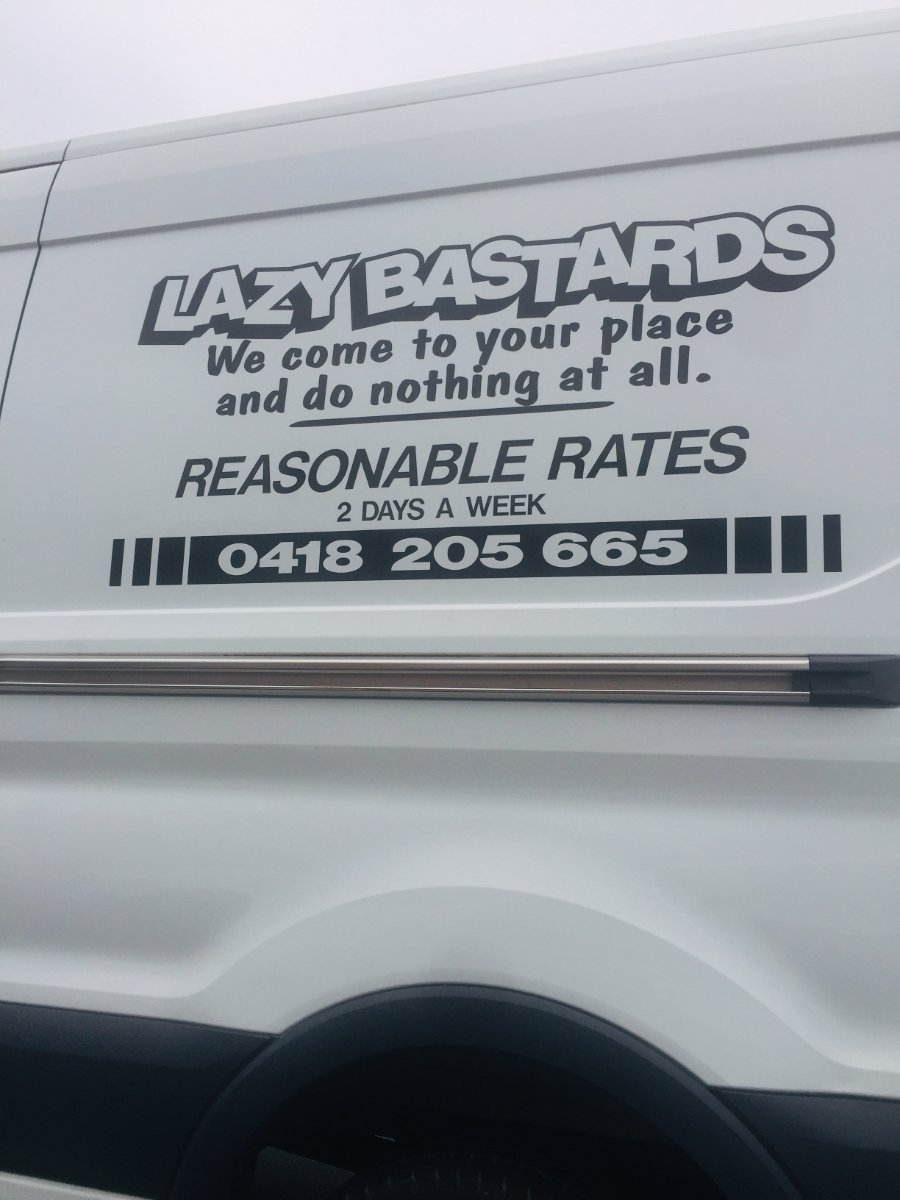 LAZY BASTARDS
We come to your place
and do nothing at all.
REASONABLE RATES
2 DAYS A WEEK
0418 205 665